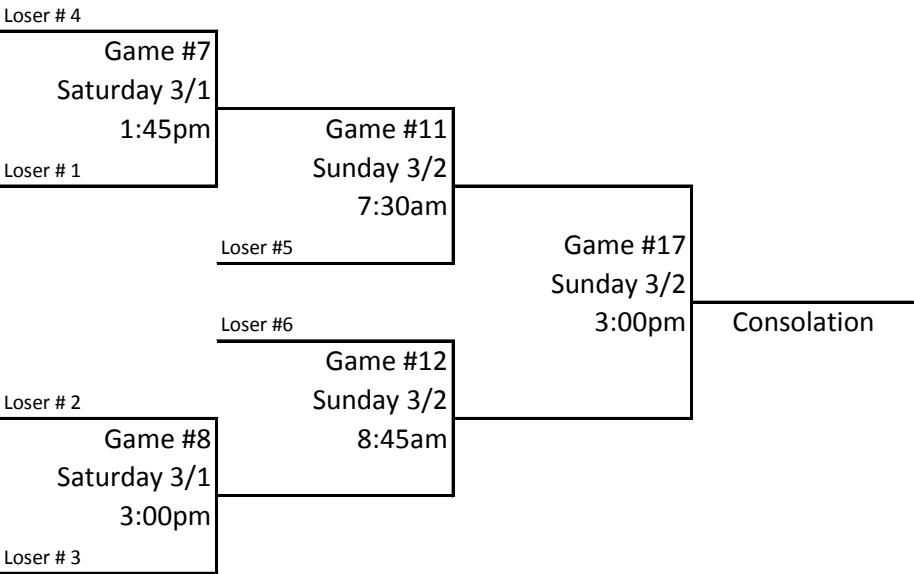 Loser # 4
Game #7
Saturday 3/1
1:45pm
Loser # 1
Game #11
Sunday 3/2
7:30am
Loser #5
Game #17
Sunday 3/2
3:00pm
Consolation
Loser #6
Game #12
Sunday 3/2
8:45am
Loser # 2
Game #8
Saturday 3/1
3:00pm
Loser # 3